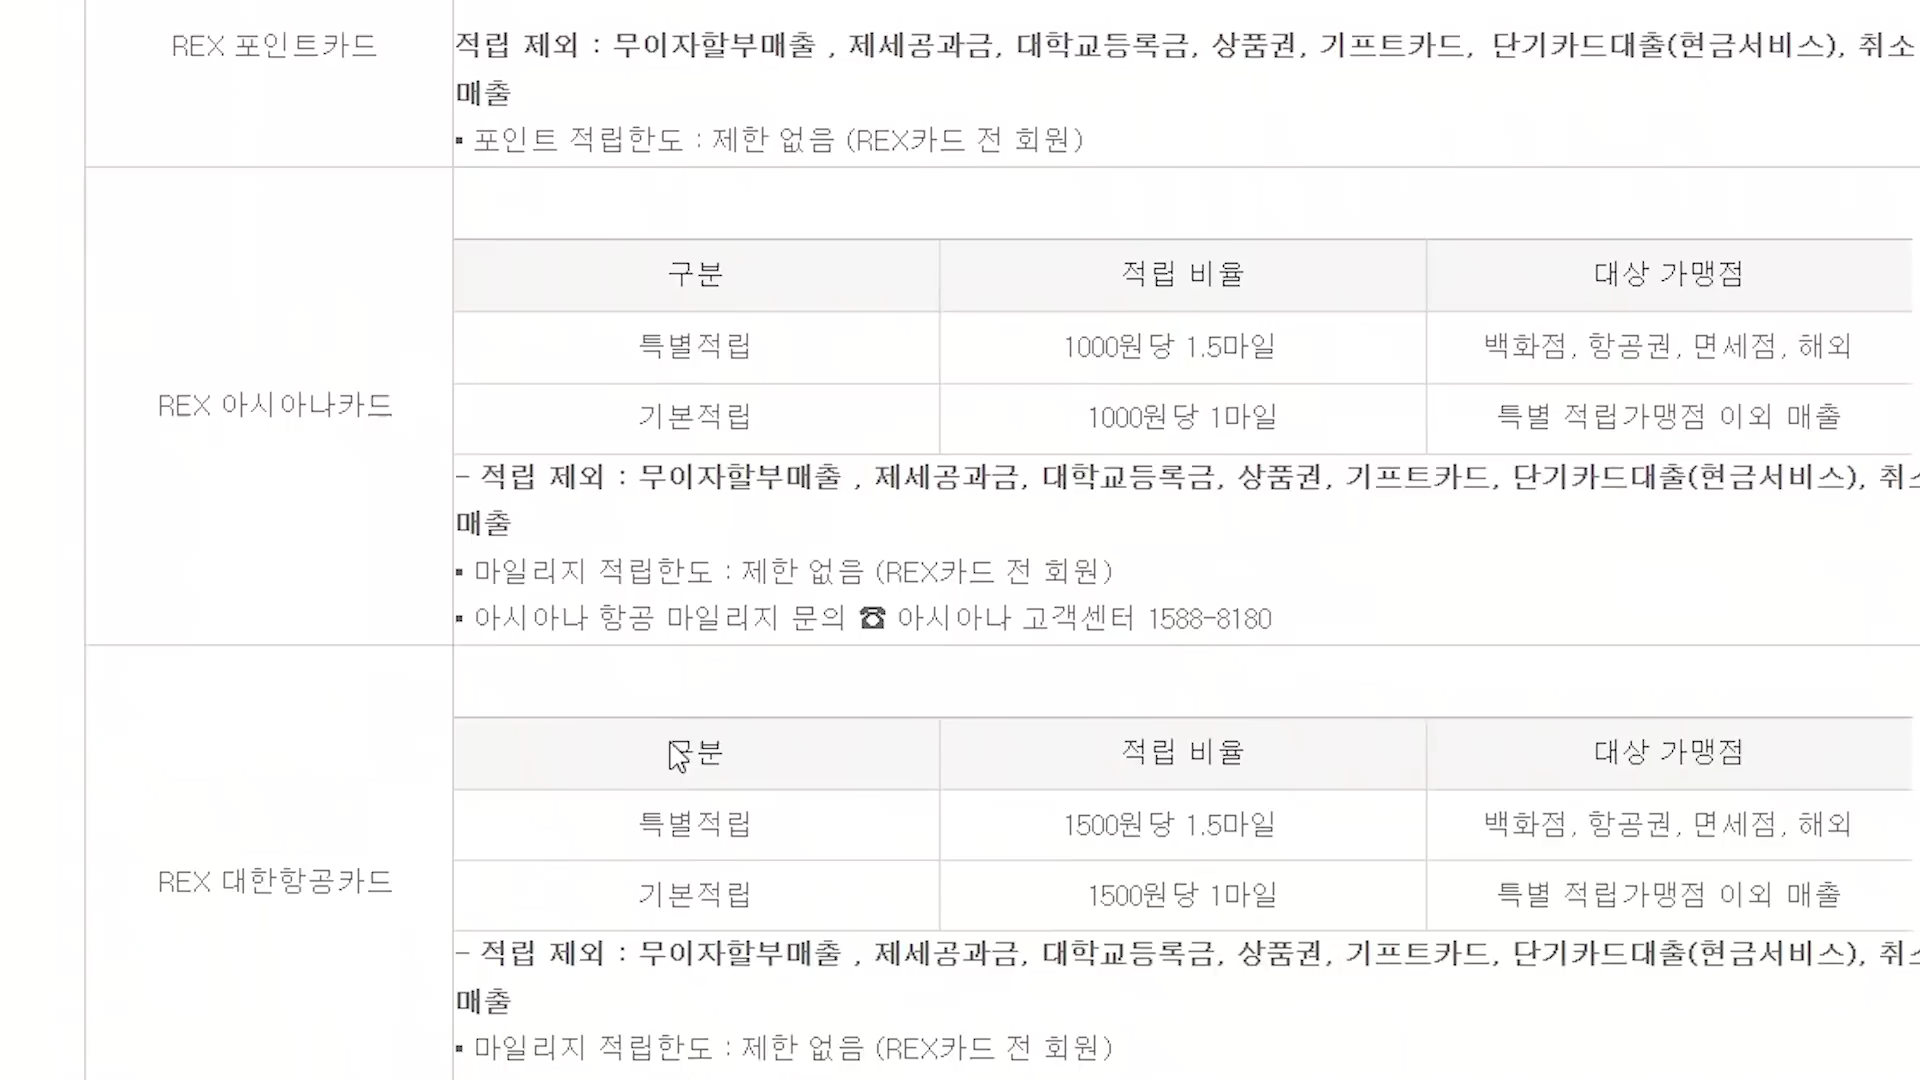 REX 포인트카드
적립 제외 : 무이자할부매출 , 제세공과금, 대학교등록금, 상품권, 기프트카드, 단기카드대출(현금서비스), 취소
매출
▪ 포인트 적립한도 : 제한 없음 (REX카드 전 회원)
REX 아시아나카드
구분 적립 비율 대상 가맹점
특별적립 1000원당 1.5마일 백화점, 항공권, 면세점, 해외
기본적립 1000원당 1마일 특별 적립가맹점 이외 매출
- 적립 제외 : 무이자할부매출 , 제세공과금, 대학교등록금, 상품권, 기프트카드, 단기카드대출(현금서비스), 취소
매출
▪ 마일리지 적립한도 : 제한 없음 (REX카드 전 회원)
▪ 아시아나 항공 마일리지 문의 ☎ 아시아나 고객센터 1588-8180
REX 대한항공카드
구분 적립 비율 대상 가맹점
특별적립 1500원당 1.5마일 백화점, 항공권, 면세점, 해외
기본적립 1500원당 1마일 특별 적립가맹점 이외 매출
- 적립 제외 : 무이자할부매출 , 제세공과금, 대학교등록금, 상품권, 기프트카드, 단기카드대출(현금서비스), 취소
매출
▪ 마일리지 적립한도 : 제한 없음 (REX카드 전 회원)